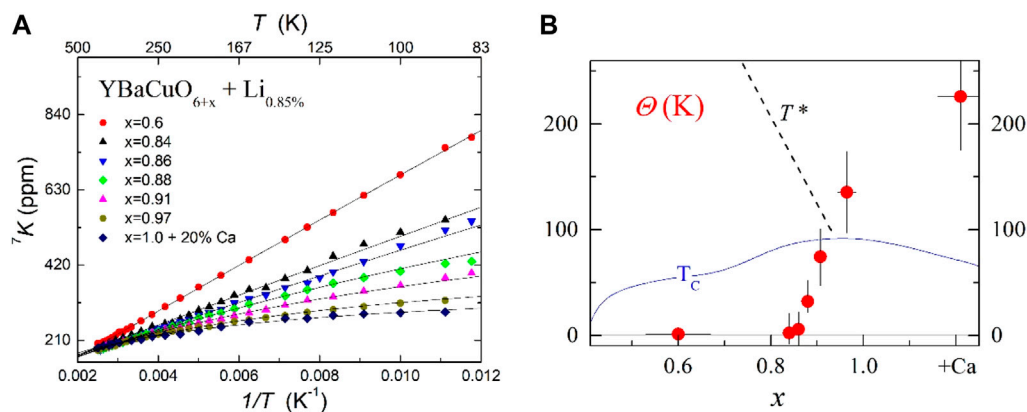 A
T (K)
500 250 167 125 100 83
YBaCuO6+x + Li0.85%
x=0.6
x=0.84
x=0.86
x=0.88
x=0.91
x=0.97
x=1.0 + 20% Ca
840
630
420
210
7K (ppm)
0.002 0.004 0.006 0.008 0.010 0.012
1/T (K-1)
B
Θ (K)
T*
TC
200
100
0
200
100
0
0.6 0.8 1.0 +Ca
x